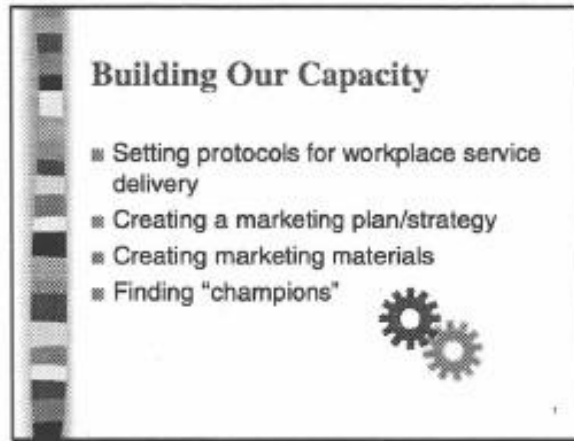 Building Our Capacity
Setting protocols for workplace service
delivery
Creating a marketing plan/strategy
Creating marketing materials
Finding "champions"